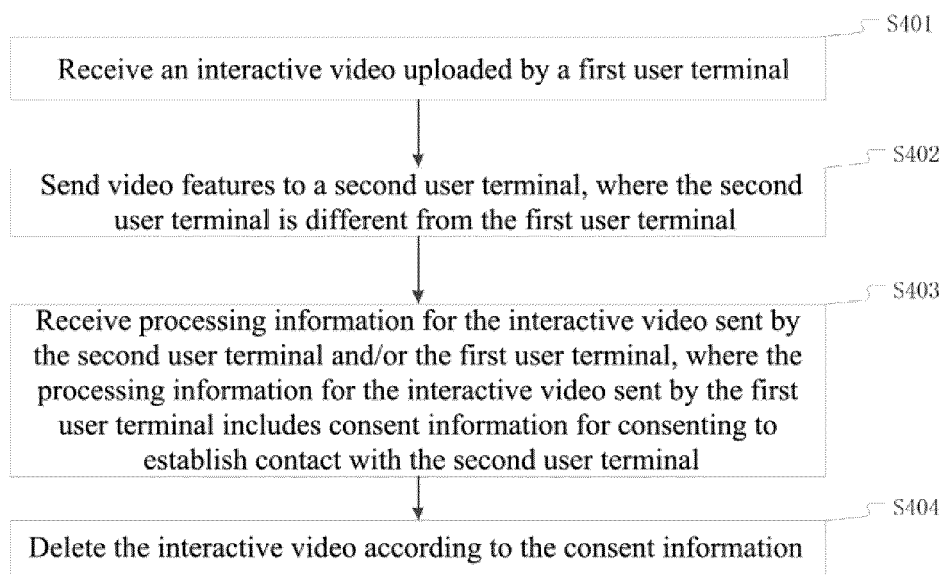 S401
Receive an interactive video uploaded by a first user terminal
S402
Send video features to a second user terminal, where the second
user terminal is different from the first user terminal
S403
Receive processing information for the interactive video sent by
the second user terminal and/or the first user terminal, where the
processing information for the interactive video sent by the first
user terminal includes consent information for consenting to
establish contact with the second user terminal
S404
Delete the interactive video according to the consent information